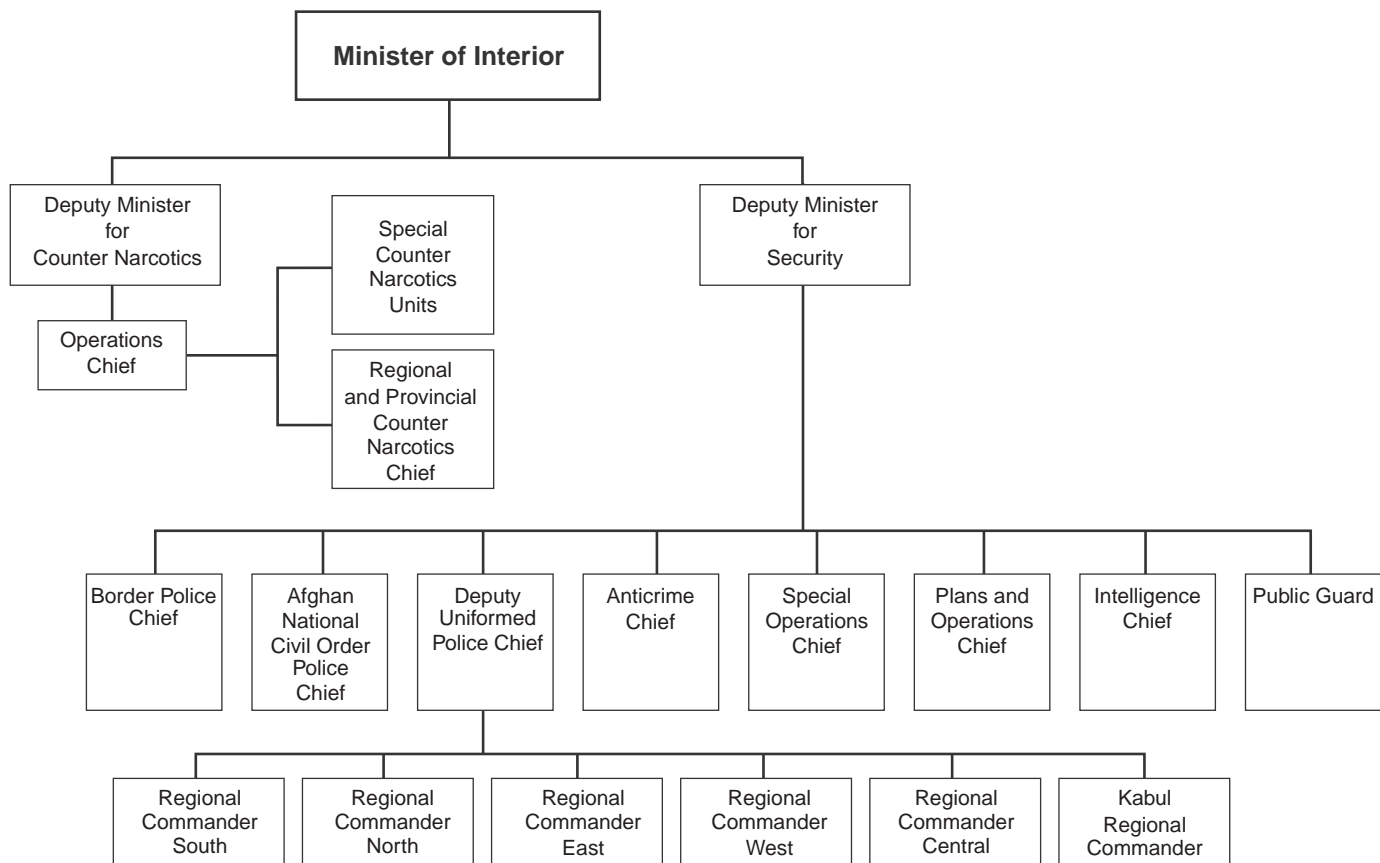 Minister of Interior
Deputy Minister
for
Counter Narcotics
Special
Counter
Narcotics
Units
Deputy Minister
for
Security
Operations
Chief
Regional
and Provincial
Counter
Narcotics
Chief
Border Police
Chief
Afghan
National
Civil Order
Police
Chief
Deputy
Uniformed
Police Chief
Anticrime
Chief
Special
Operations
Chief
Plans and
Operations
Chief
Intelligence
Chief
Public Guard
Regional
Commander
South
Regional
Commander
North
Regional
Commander
East
Regional
Commander
West
Regional
Commander
Central
Kabul
Regional
Commander